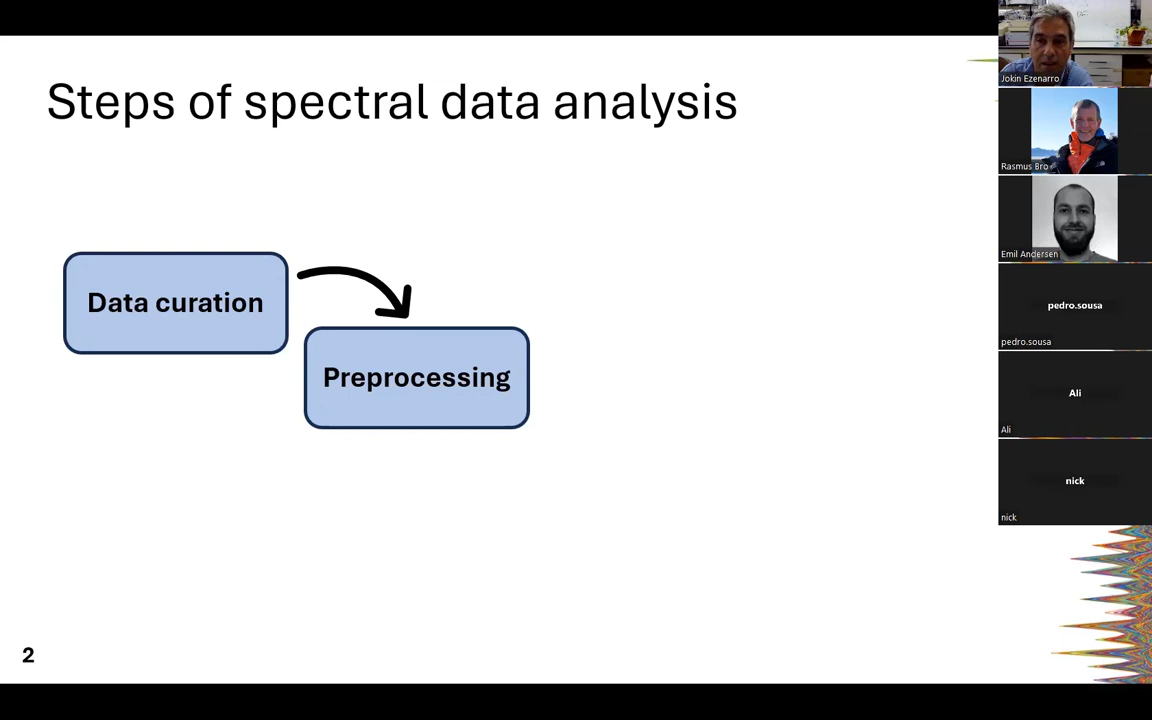 Steps of spectral data analysis
Data curation
Preprocessing
2
Jokin Ezenarro
Rasmus Bro
Emil Andersen
pedro.sousa
pedro.sousa
Ali
Ali
nick
nick